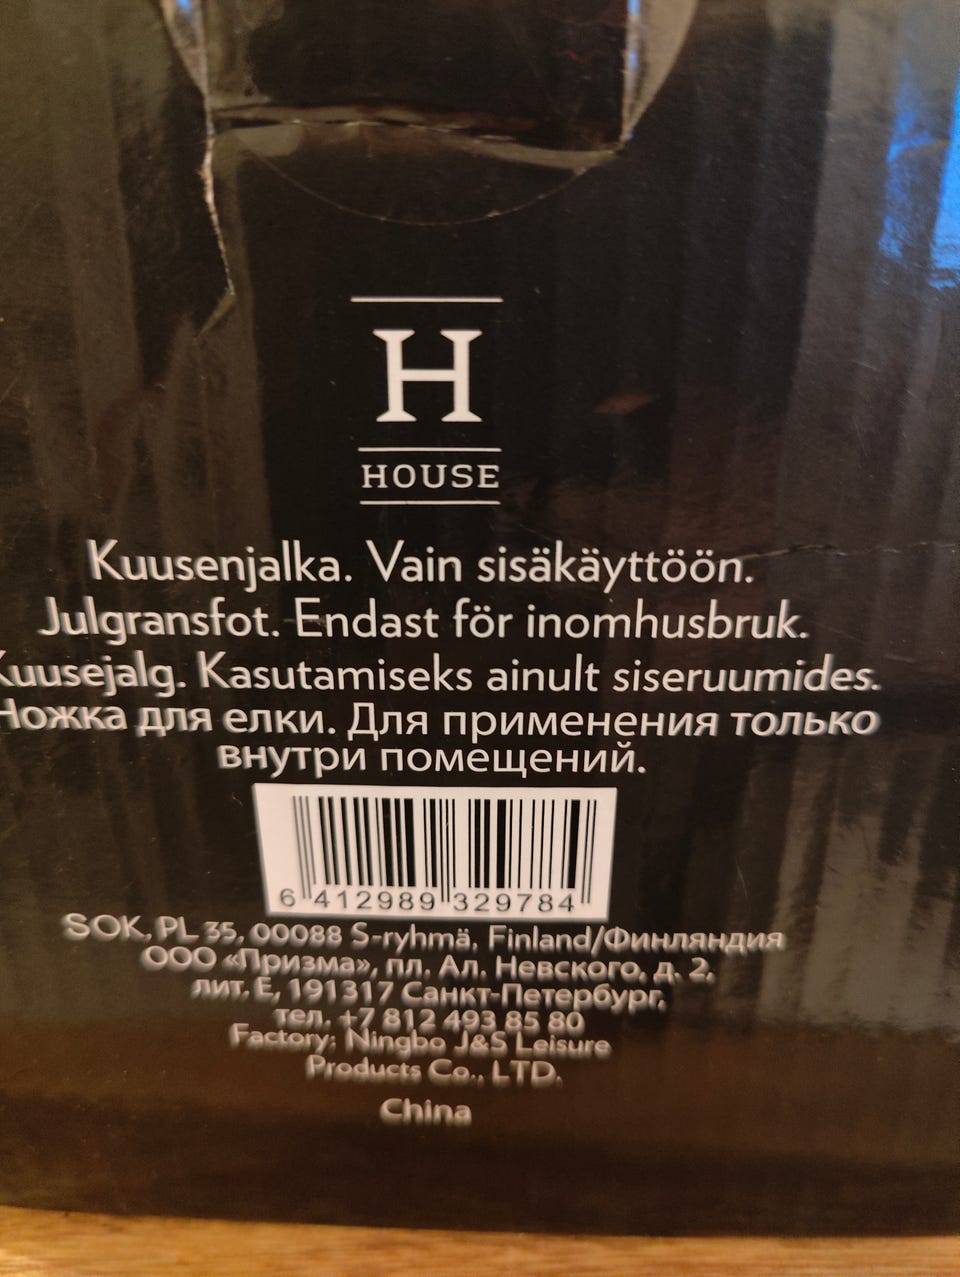 H
HOUSE
Kuusenjalka. Vain sisäkäyttöön.
Julgransfot. Endast för inomhusbruk.
Kuusejalg. Kasutamiseks ainult siseruumides.
Ножка для елки. Для применения только
внутри помещений.
6 412989 329784
SOK, PL 35, 00088 S-ryhmä, Finland/Финляндия
ООО «Призма», пл. Ал. Невского, д. 2,
лит. Е, 191317 Санкт-Петербург,
тел. +7 812 493 85 80
Factory: Ningbo J&S Leisure
Products Co., LTD.
China